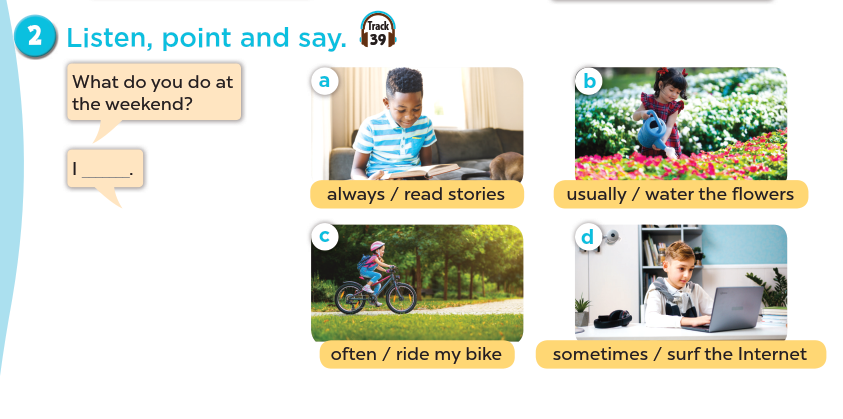 2 Listen, point and say. Track 39
What do you do at
the weekend?
I _____.
a
always / read stories
b
usually / water the flowers
c
often / ride my bike
d
sometimes / surf the Internet